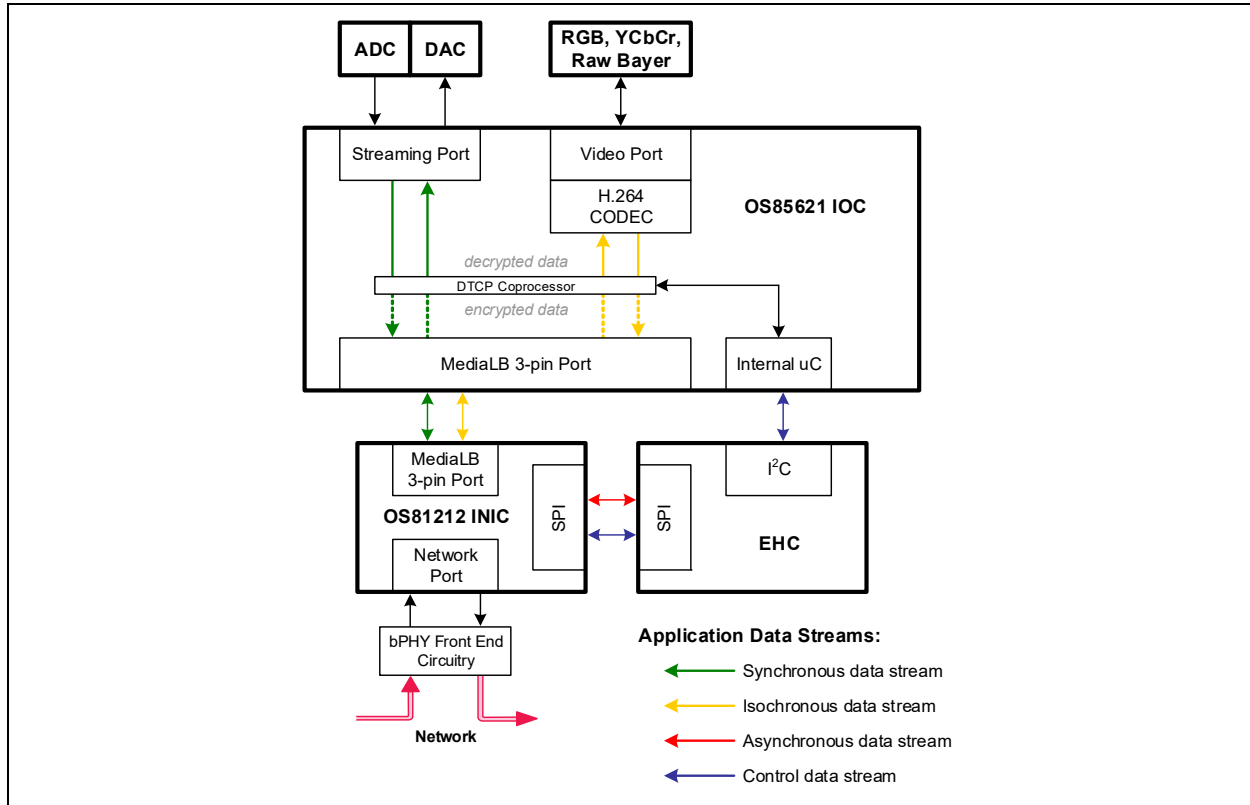 ADC
DAC
RGB, YCbCr,
Raw Bayer
Streaming Port
Video Port
H.264
CODEC
OS85621 IOC
decrypted data
DTCP Coprocessor
encrypted data
MediaLB 3-pin Port
Internal uC
MediaLB
3-pin Port
OS81212 INIC
SPI
SPI
I²C
EHC
Network
Port
bPHY Front End
Circuitry
Network
Application Data Streams:
Synchronous data stream
Isochronous data stream
Asynchronous data stream
Control data stream